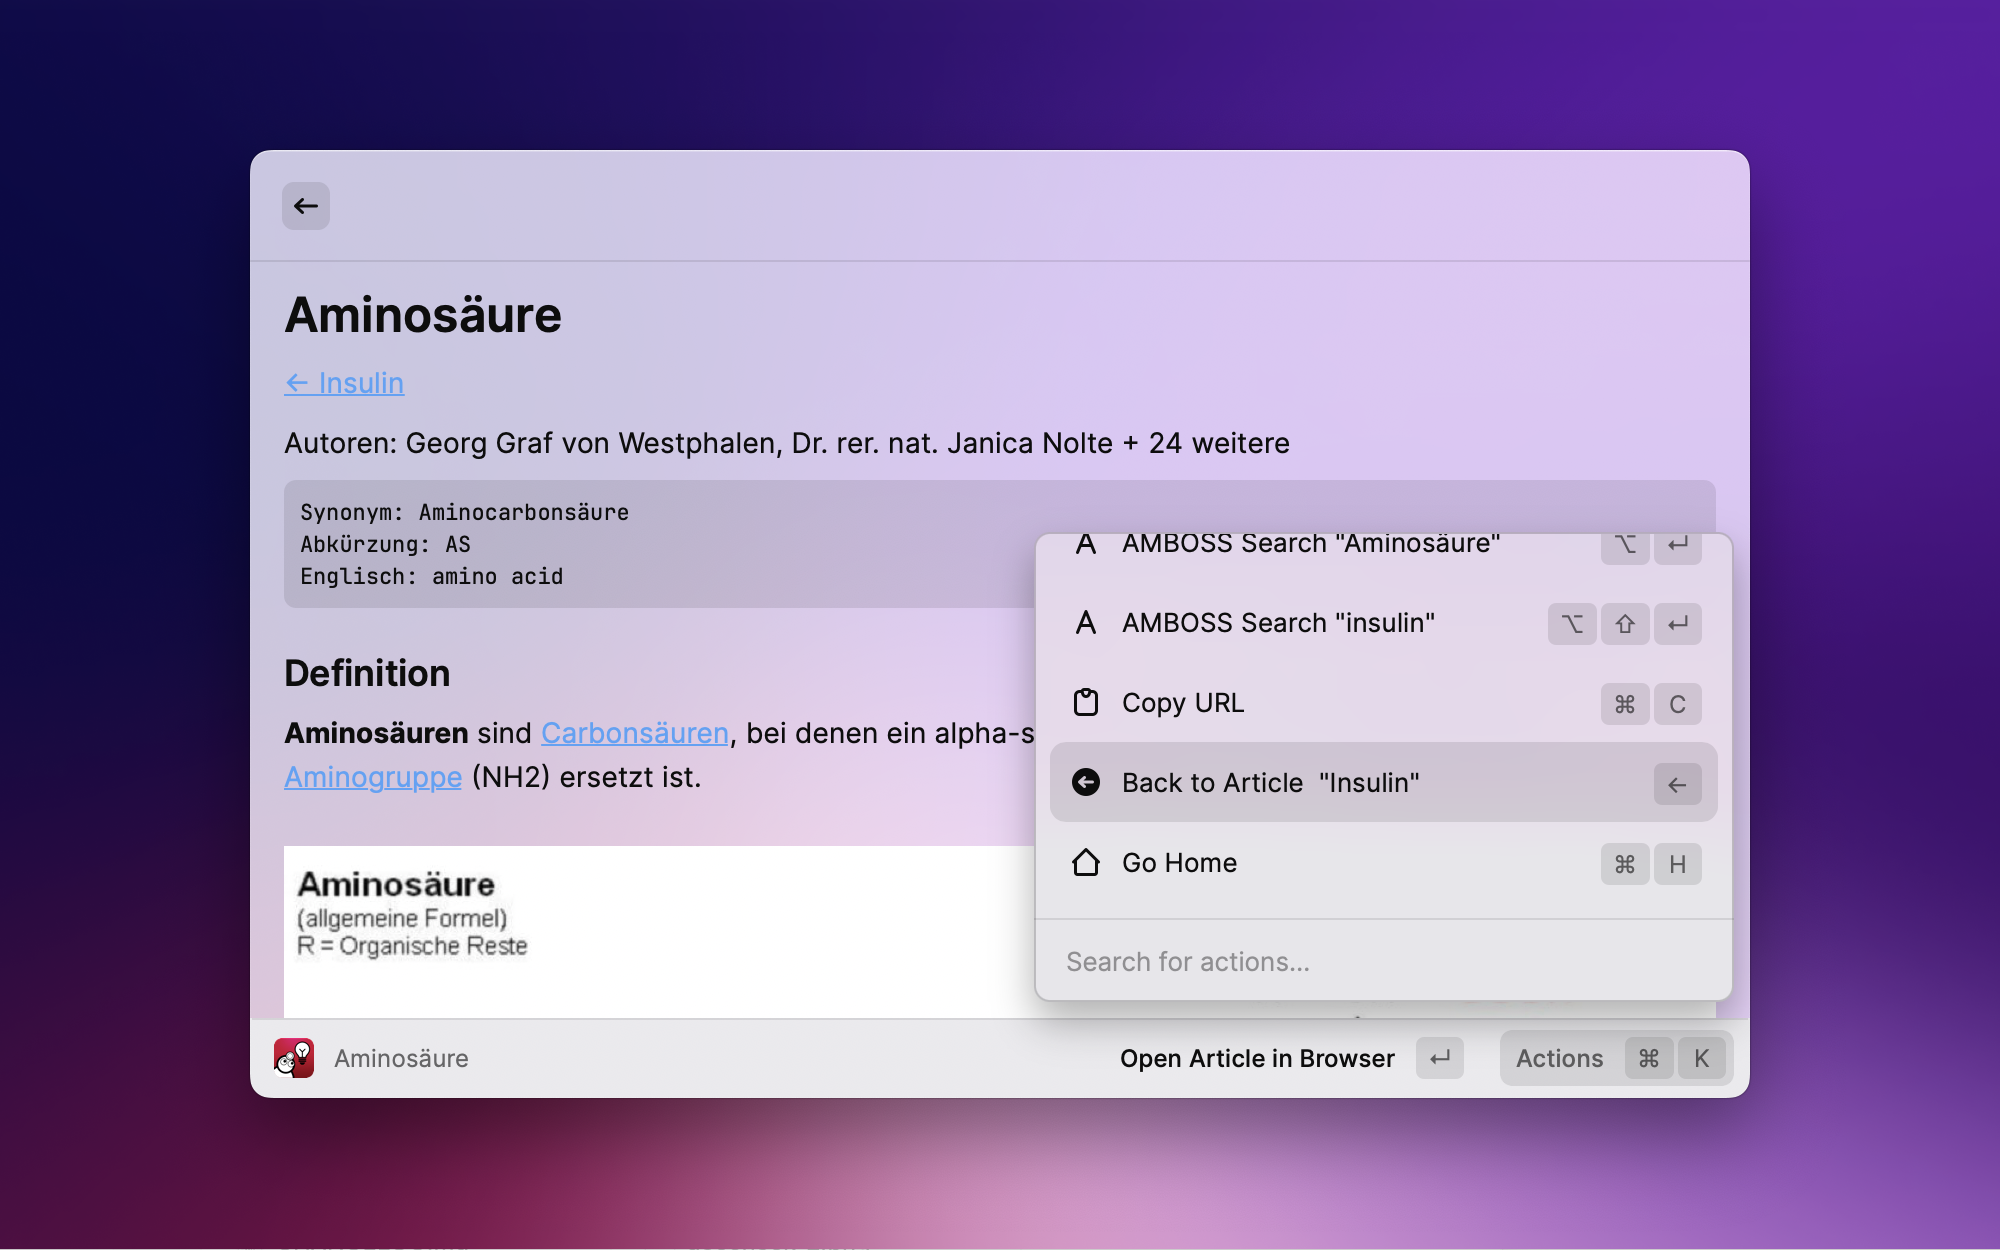 Aminosäure
← Insulin
Autoren: Georg Graf von Westphalen, Dr. rer. nat. Janica Nolte + 24 weitere
Synonym: Aminocarbonsäure
Abkürzung: AS
Englisch: amino acid
Definition
Aminosäuren sind Carbonsäuren, bei denen ein alpha-s
Aminogruppe (NH2) ersetzt ist.
Aminosäure
(allgemeine Formel)
R = Organische Reste
AMBOSS Search "Aminosäure" ⌥ ↵
AMBOSS Search "insulin" ⌥ ⇧ ↵
Copy URL ⌘ C
Back to Article "Insulin" ←
Go Home ⌘ H
Search for actions...
Aminosäure
Open Article in Browser ↵
Actions ⌘ K